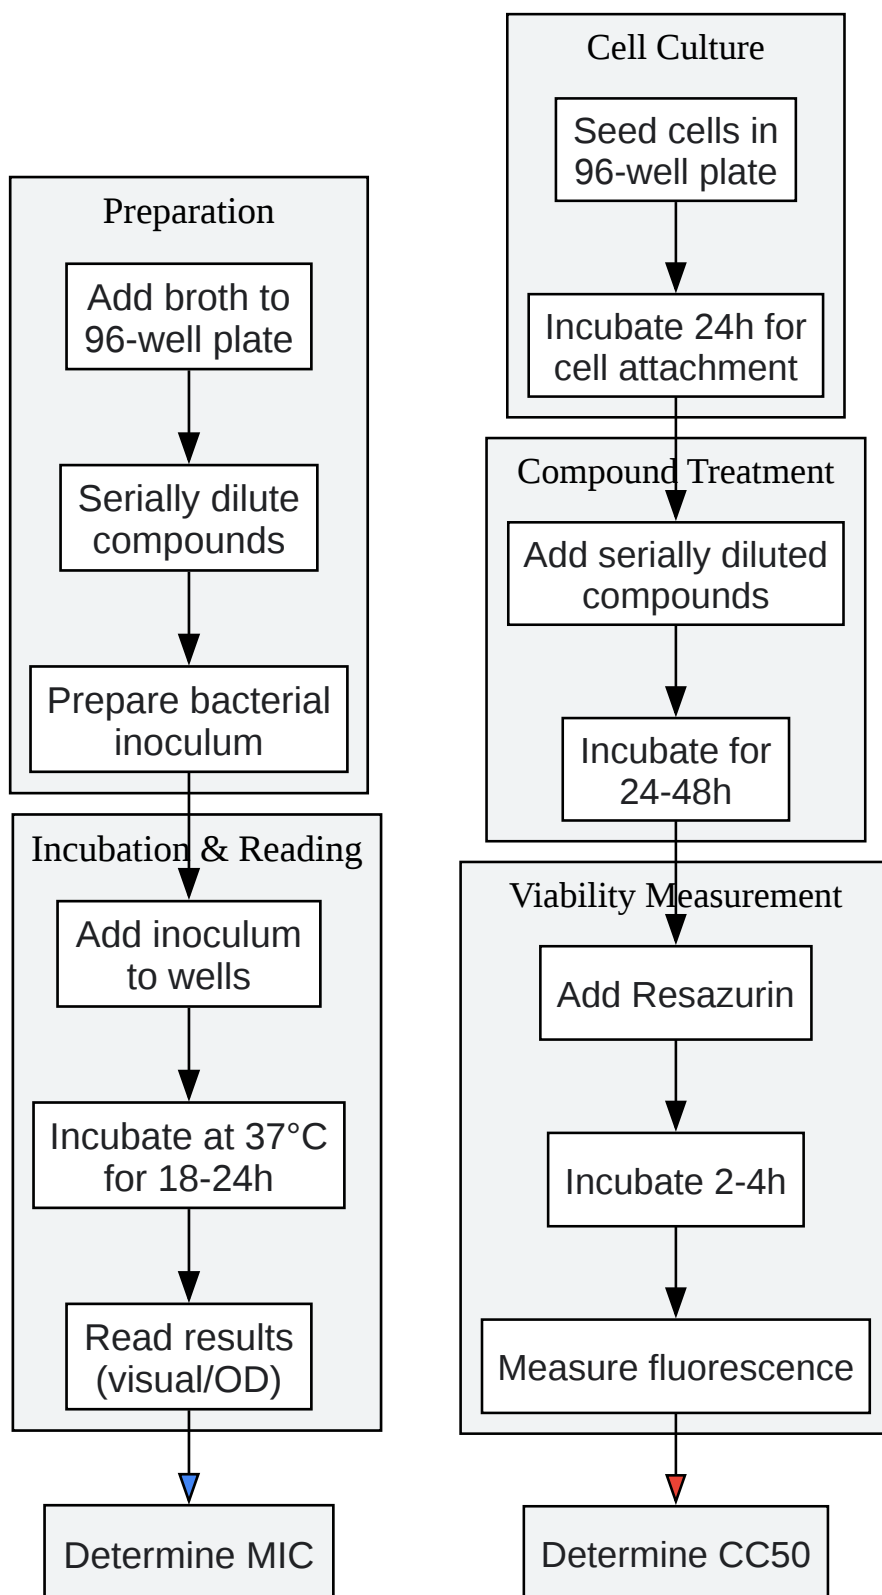 Preparation
Add broth to
96-well plate
Serially dilute
compounds
Prepare bacterial
inoculum
Incubation & Reading
Add inoculum
to wells
Incubate at 37°C
for 18-24h
Read results
(visual/OD)
Determine MIC
Cell Culture
Seed cells in
96-well plate
Incubate 24h for
cell attachment
Compound Treatment
Add serially diluted
compounds
Incubate for
24-48h
Viability Measurement
Add Resazurin
Incubate 2-4h
Measure fluorescence
Determine CC50